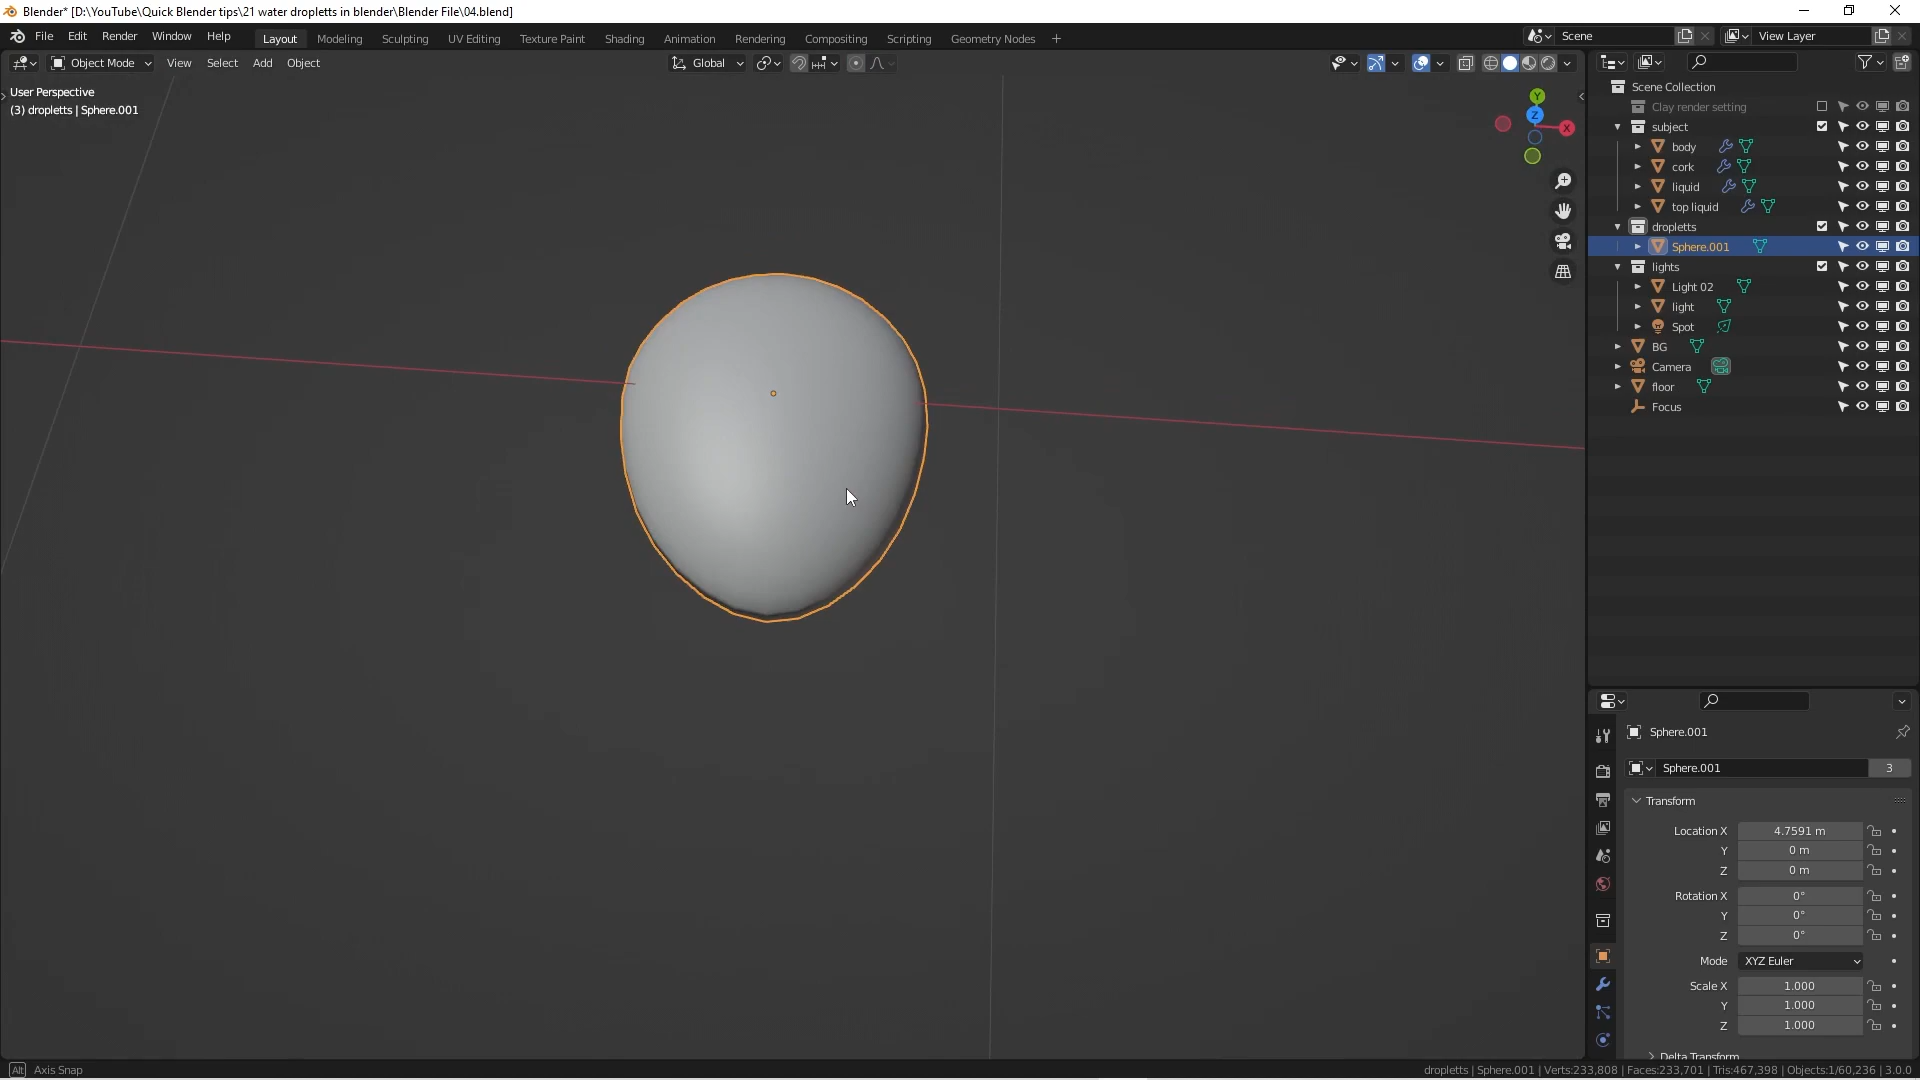 Blender* [D:\YouTube\Quick Blender tips\21 water dropletts in blender\Blender File\04.blend]
File Edit Render Window Help Layout Modeling Sculpting UV Editing Texture Paint Shading Animation Rendering Compositing Scripting Geometry Nodes + Scene View Layer
Object Mode View Select Add Object Global
User Perspective
(3) dropletts | Sphere.001
Y
Z
X
Scene Collection
Clay render setting
subject
body
cork
liquid
top liquid
dropletts
Sphere.001
lights
Light 02
light
Spot
BG
Camera
floor
Focus
Sphere.001
Sphere.001 3
Transform
Location X 4.7591 m
Y 0 m
Z 0 m
Rotation X 0°
Y 0°
Z 0°
Mode XYZ Euler
Scale X 1.000
Y 1.000
Z 1.000
Delta Transform
Alt Axis Snap
dropletts | Sphere.001 | Verts:233,808 | Faces:233,701 | Tris:467,398 | Objects:1/60,236 | 3.0.0